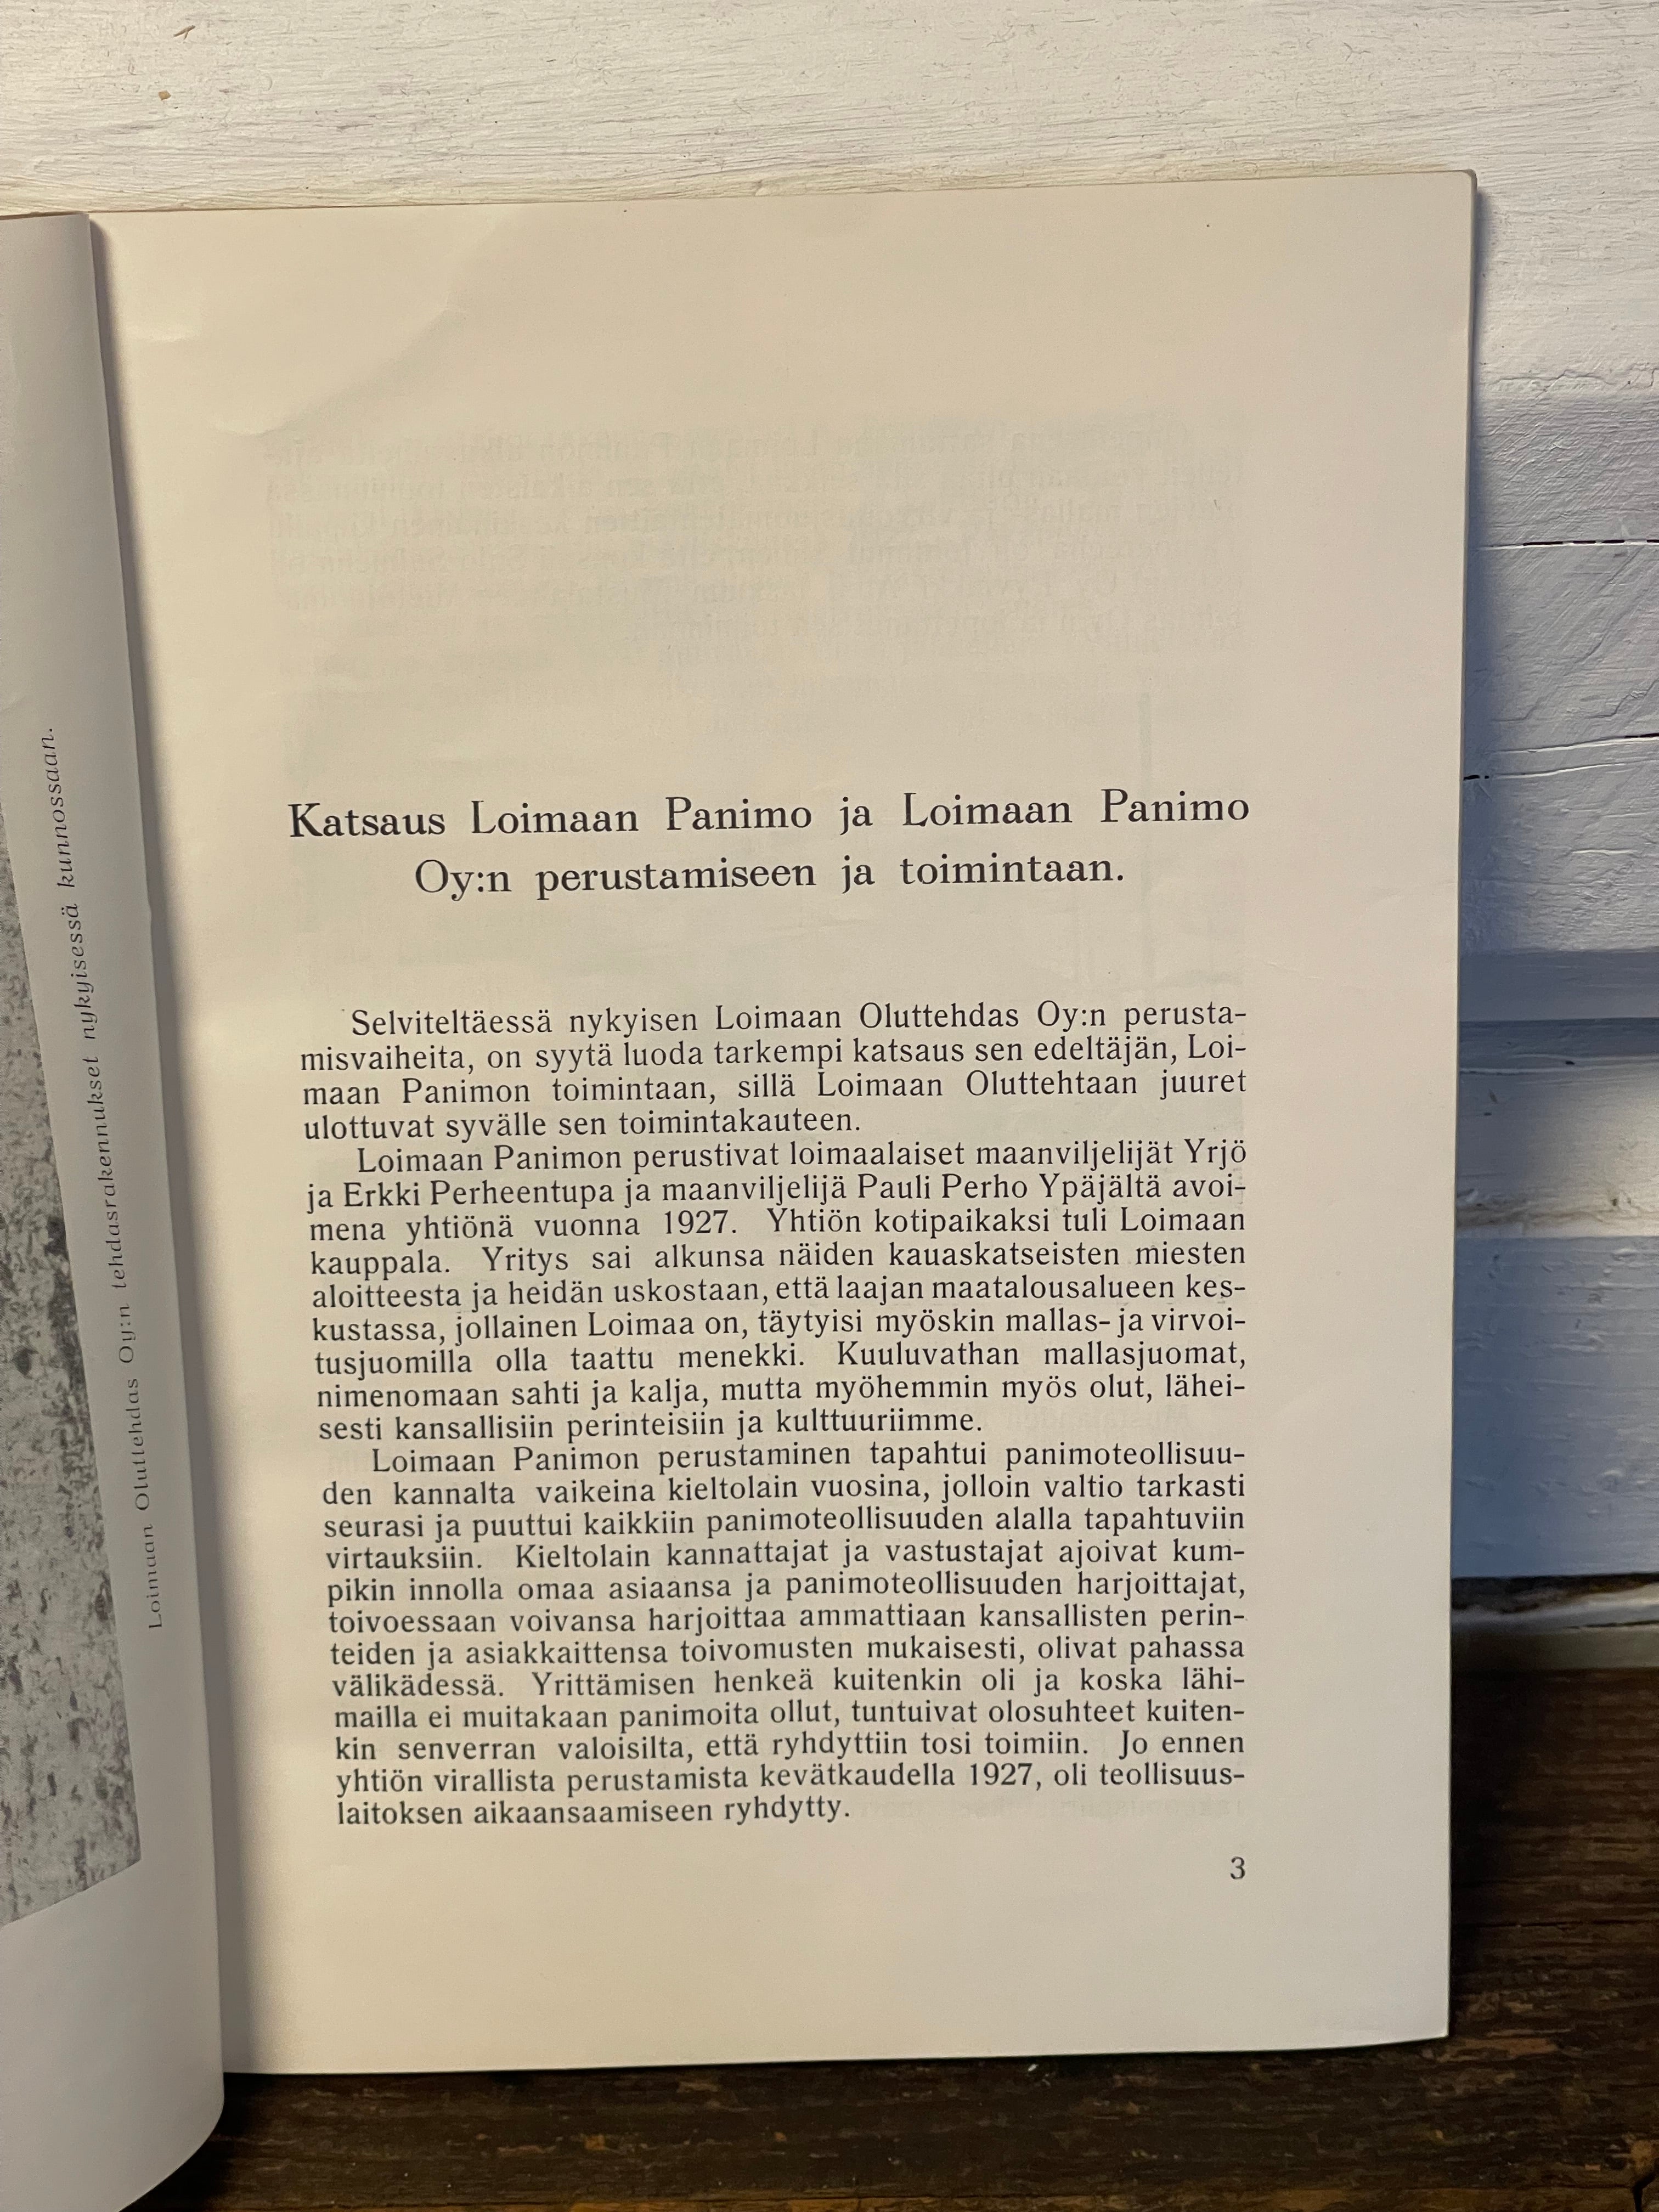 Loimaan Oluttehdas Oy:n tehdasrakennukset nykyisessä kunnossaan.
Katsaus Loimaan Panimo ja Loimaan Panimo
Oy:n perustamiseen ja toimintaan.
Selviteltäessä nykyisen Loimaan Oluttehdas Oy:n perusta-
misvaiheita, on syytä luoda tarkempi katsaus sen edeltäjän, Loi-
maan Panimon toimintaan, sillä Loimaan Oluttehtaan juuret
ulottuvat syvälle sen toimintakauteen.
Loimaan Panimon perustivat loimaalaiset maanviljelijät Yrjö
ja Erkki Perheentupa ja maanviljelijä Pauli Perho Ypäjältä avoi-
mena yhtiönä vuonna 1927. Yhtiön kotipaikaksi tuli Loimaan
kauppala. Yritys sai alkunsa näiden kauaskatseisten miesten
aloitteesta ja heidän uskostaan, että laajan maatalousalueen kes-
kustassa, jollainen Loimaa on, täytyisi myöskin mallas- ja virvoi-
tusjuomilla olla taattu menekki. Kuuluvathan mallasjuomat,
nimenomaan sahti ja kalja, mutta myöhemmin myös olut, lähei-
sesti kansallisiin perinteisiin ja kulttuuriimme.
Loimaan Panimon perustaminen tapahtui panimoteollisuu-
den kannalta vaikeina kieltolain vuosina, jolloin valtio tarkasti
seurasi ja puuttui kaikkiin panimoteollisuuden alalla tapahtuviin
virtauksiin. Kieltolain kannattajat ja vastustajat ajoivat kum-
pikin innolla omaa asiaansa ja panimoteollisuuden harjoittajat,
toivoessaan voivansa harjoittaa ammattiaan kansallisten perin-
teiden ja asiakkaittensa toivomusten mukaisesti, olivat pahassa
välikädessä. Yrittämisen henkeä kuitenkin oli ja koska lähi-
mailla ei muitakaan panimoita ollut, tuntuivat olosuhteet kuiten-
kin senverran valoisilta, että ryhdyttiin tosi toimiin. Jo ennen
yhtiön virallista perustamista kevätkaudella 1927, oli teollisuus-
laitoksen aikaansaamiseen ryhdytty.
3